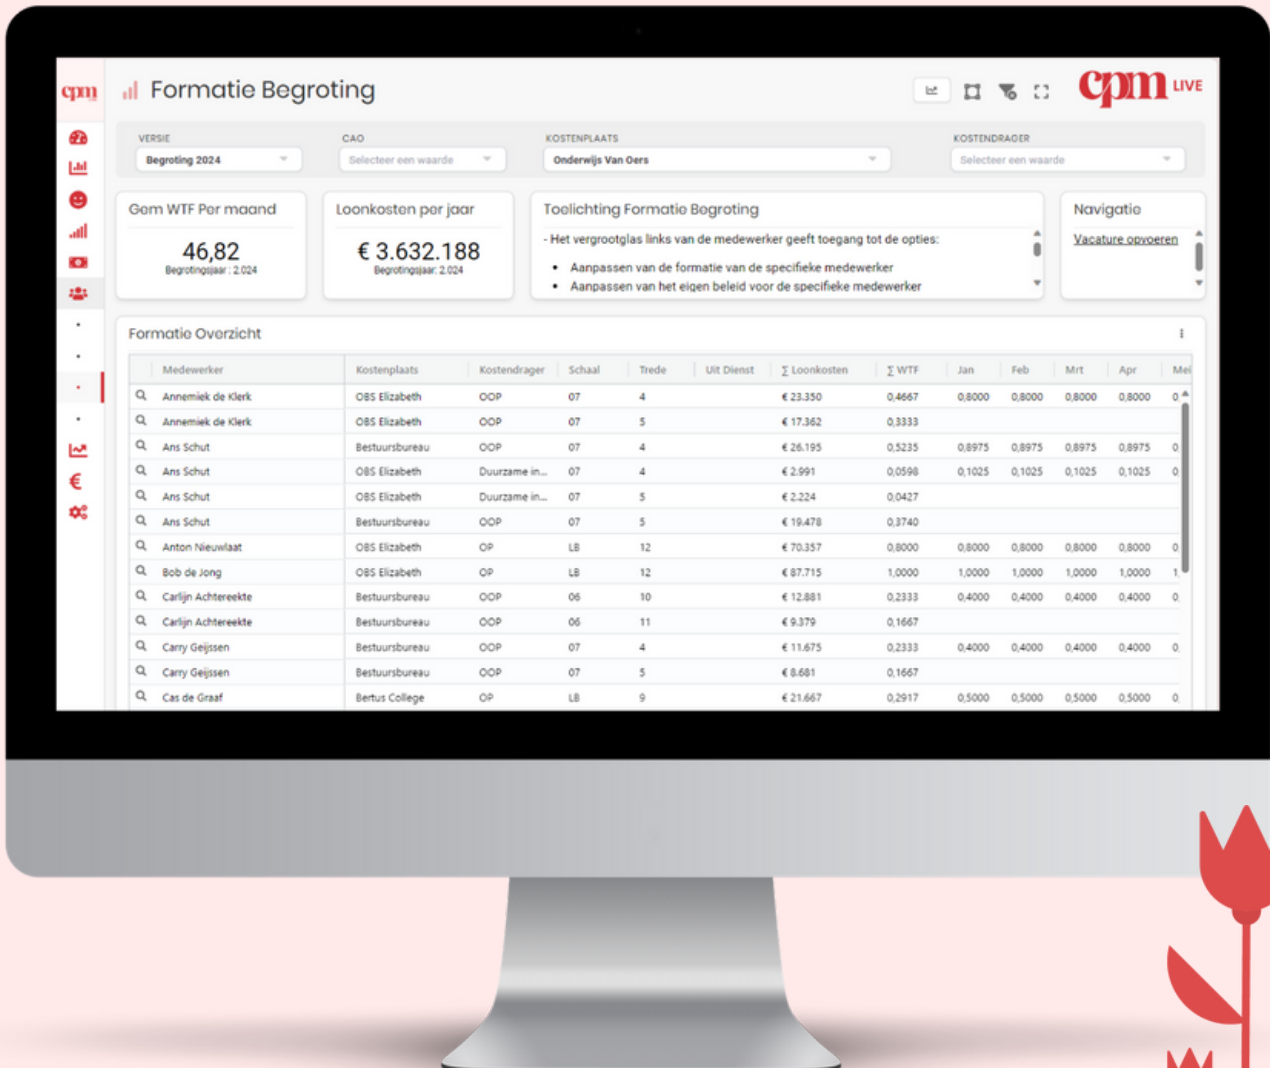 cpm
Formatie Begroting
cpm LIVE
VERSIE CAO KOSTENPLAATS KOSTENDRAGER
Begroting 2024 Selecteer een waarde Onderwijs Van Oers Selecteer een waarde
Gem WTF Per maand
46,82
Begrotingsjaar : 2.024
Loonkosten per jaar
€ 3.632.188
Begrotingsjaar: 2.024
Toelichting Formatie Begroting
- Het vergrootglas links van de medewerker geeft toegang tot de opties:
• Aanpassen van de formatie van de specifieke medewerker
• Aanpassen van het eigen beleid voor de specifieke medewerker
Navigatie
Vacature opvoeren
Formatie Overzicht
Medewerker Kostenplaats Kostendrager Schaal Trede Uit Dienst Σ Loonkosten Σ WTF Jan Feb Mrt Apr Mei
Annemiek de Klerk OBS Elizabeth OOP 07 4 € 23.350 0,4667 0,8000 0,8000 0,8000 0,8000 0,
Annemiek de Klerk OBS Elizabeth OOP 07 5 € 17.362 0,3333
Ans Schut Bestuursbureau OOP 07 4 € 26.195 0,5235 0,8975 0,8975 0,8975 0,8975 0,
Ans Schut OBS Elizabeth Duurzame in... 07 4 € 2.991 0,0598 0,1025 0,1025 0,1025 0,1025 0,
Ans Schut OBS Elizabeth Duurzame in... 07 5 € 2.224 0,0427
Ans Schut Bestuursbureau OOP 07 5 € 19.478 0,3740
Anton Nieuwlaat OBS Elizabeth OP LB 12 € 70.357 0,8000 0,8000 0,8000 0,8000 0,8000 0,
Bob de Jong OBS Elizabeth OP LB 12 € 87.715 1,0000 1,0000 1,0000 1,0000 1,0000 1,
Carlijn Achtereekte Bestuursbureau OOP 06 10 € 12.881 0,2333 0,4000 0,4000 0,4000 0,4000 0,
Carlijn Achtereekte Bestuursbureau OOP 06 11 € 9.379 0,1667
Carry Geijssen Bestuursbureau OOP 07 4 € 11.675 0,2333 0,4000 0,4000 0,4000 0,4000 0,
Carry Geijssen Bestuursbureau OOP 07 5 € 8.681 0,1667
Cas de Graaf Bertus College OP LB 9 € 21.667 0,2917 0,5000 0,5000 0,5000 0,5000 0,